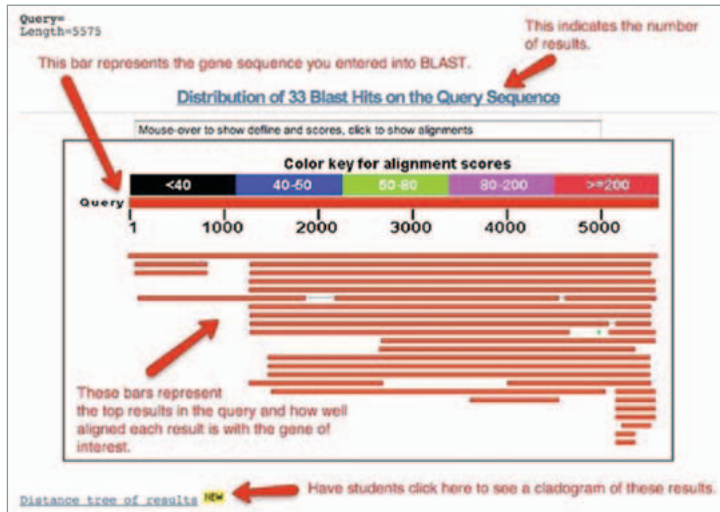 Query=
Length=5575
This indicates the number
of results.
This bar represents the gene sequence you entered into BLAST.
Distribution of 33 Blast Hits on the Query Sequence
Mouse-over to show defline and scores, click to show alignments
Color key for alignment scores
<40 40-50 50-80 80-200 >=200
Query
1 1000 2000 3000 4000 5000
These bars represent
the top results in the query and how well
aligned each result is with the gene of
interest.
Have students click here to see a cladogram of these results.
Distance tree of results NEW